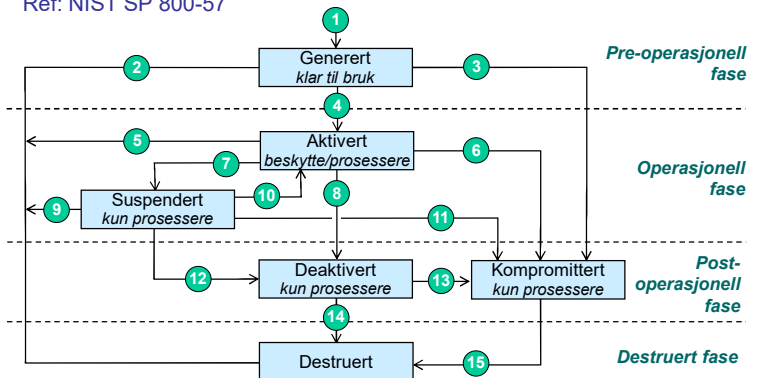 Ref: NIST SP 800-57
1
Generert
klar til bruk
2
3
Pre-operasjonell
fase
4
Aktivert
beskytte/prosessere
5
6
7
8
Operasjonell
fase
Suspendert
kun prosessere
9
10
11
Deaktivert
kun prosessere
12
13
Kompromittert
kun prosessere
Post-
operasjonell
fase
14
Destruert
15
Destruert fase